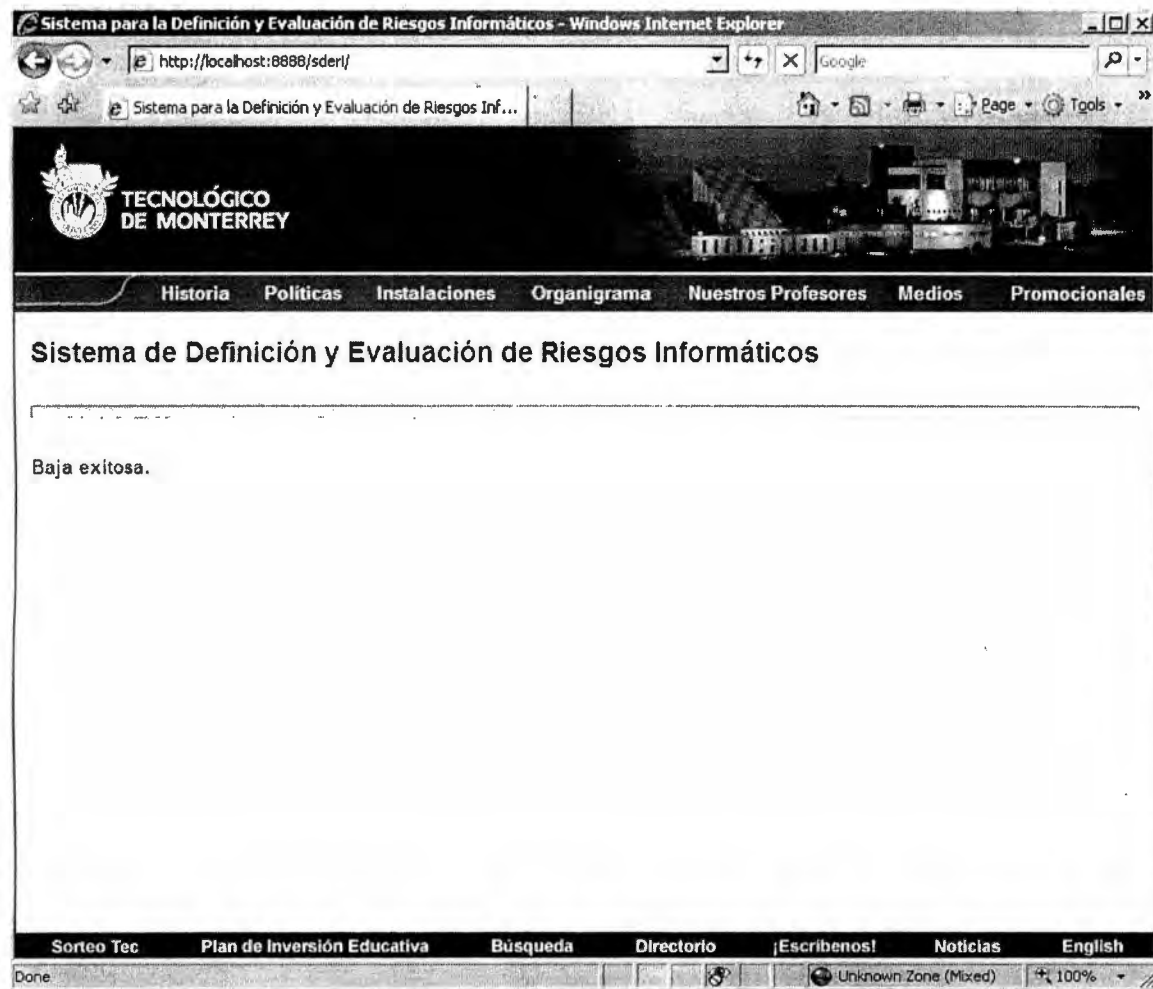 Sistema para la Definición y Evaluación de Riesgos Informáticos - Windows Internet Explorer
http://localhost:8888/sderi/ Google
Sistema para la Definición y Evaluación de Riesgos Inf... Page Tools »
TECNOLÓGICO
DE MONTERREY
Historia Políticas Instalaciones Organigrama Nuestros Profesores Medios Promocionales
Sistema de Definición y Evaluación de Riesgos Informáticos
Baja exitosa.
Sorteo Tec Plan de Inversión Educativa Búsqueda Directorio ¡Escríbenos! Noticias English
Done Unknown Zone (Mixed) 100%